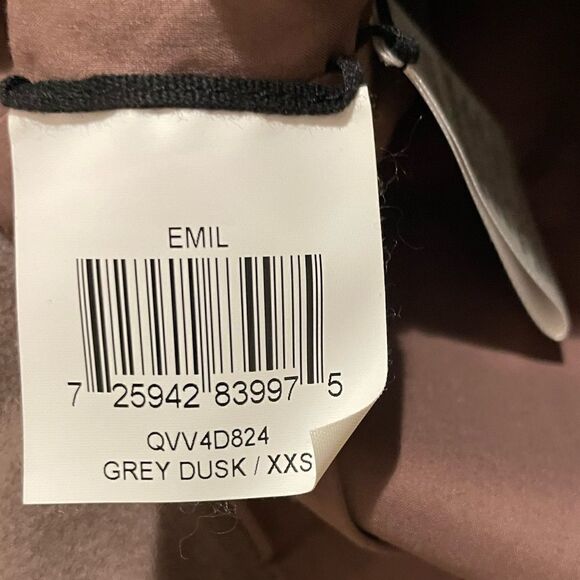 EMIL
7 25942 83997 5
QVV4D824
GREY DUSK / XXS